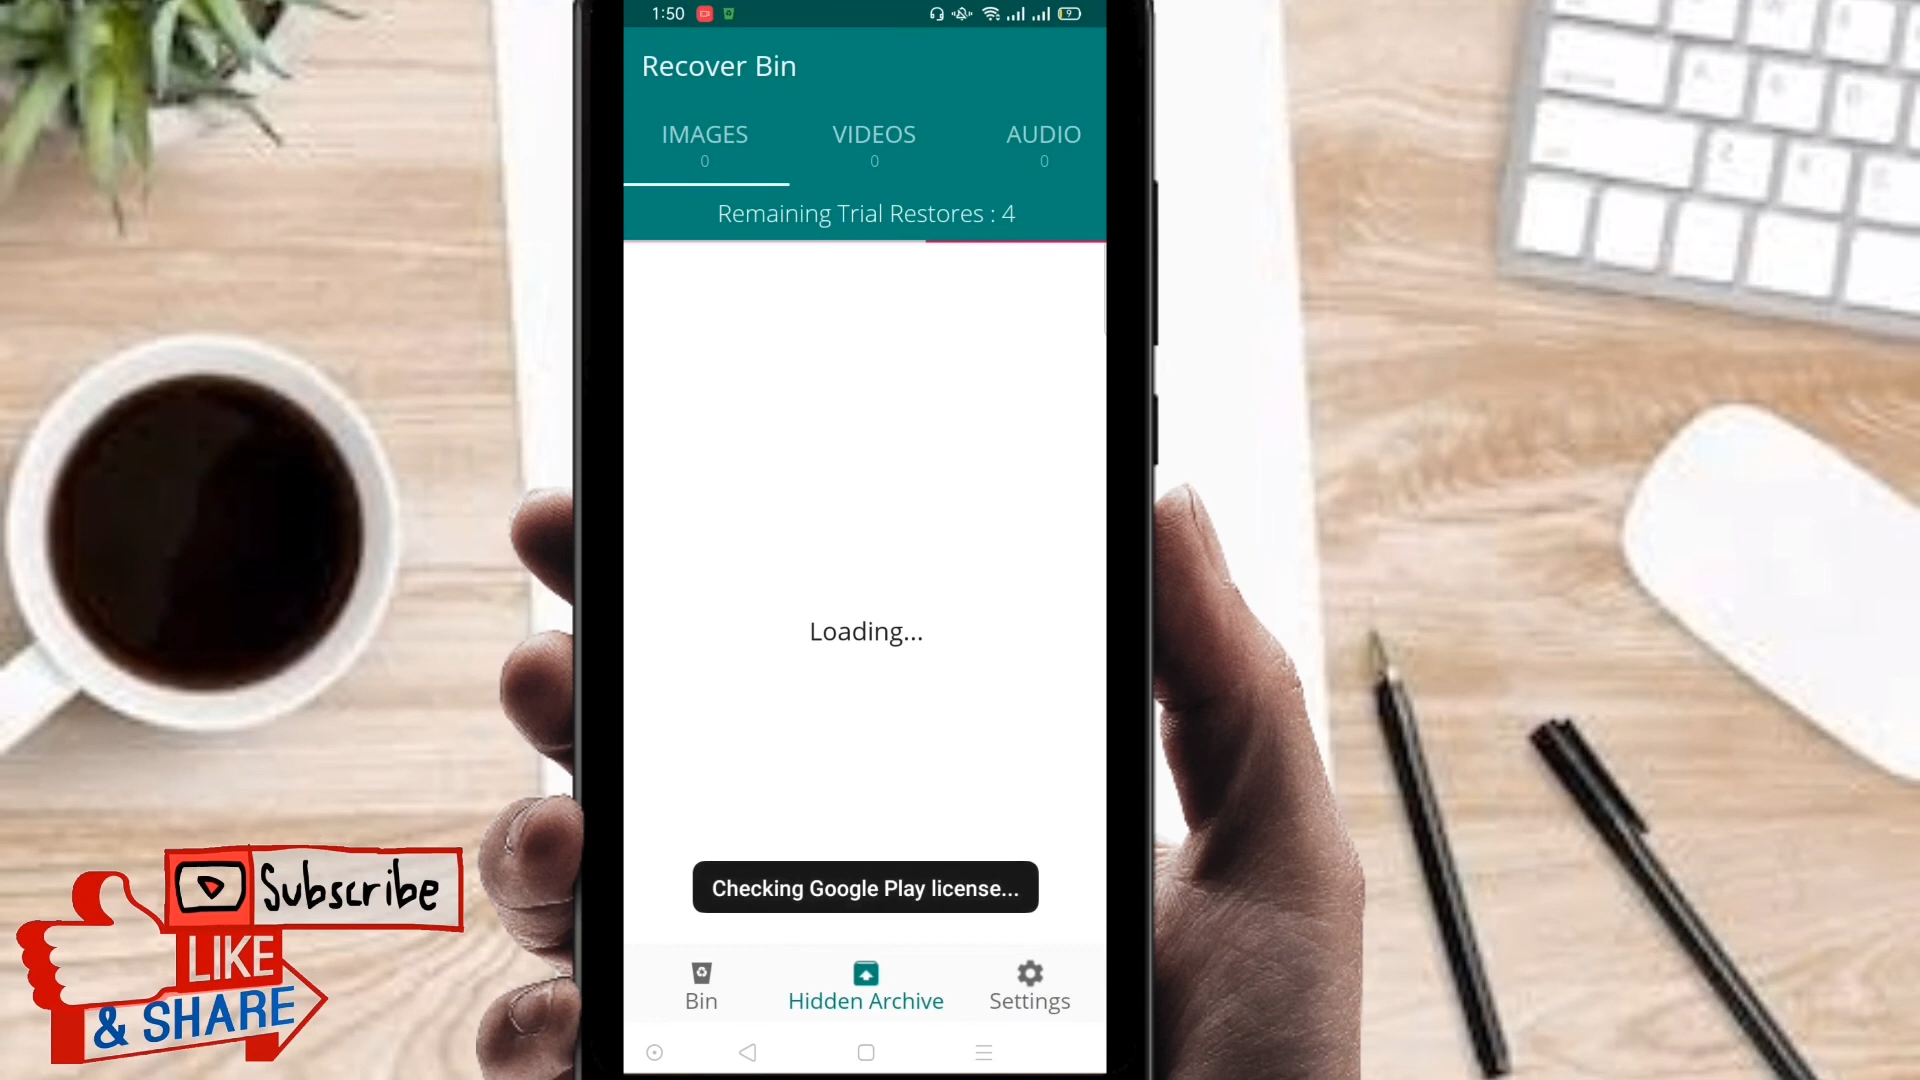 1:50
9
Recover Bin
IMAGES
VIDEOS
AUDIO
0
0
0
Remaining Trial Restores : 4
Loading...
Checking Google Play license...
Bin
Hidden Archive
Settings
Subscribe
LIKE
& SHARE